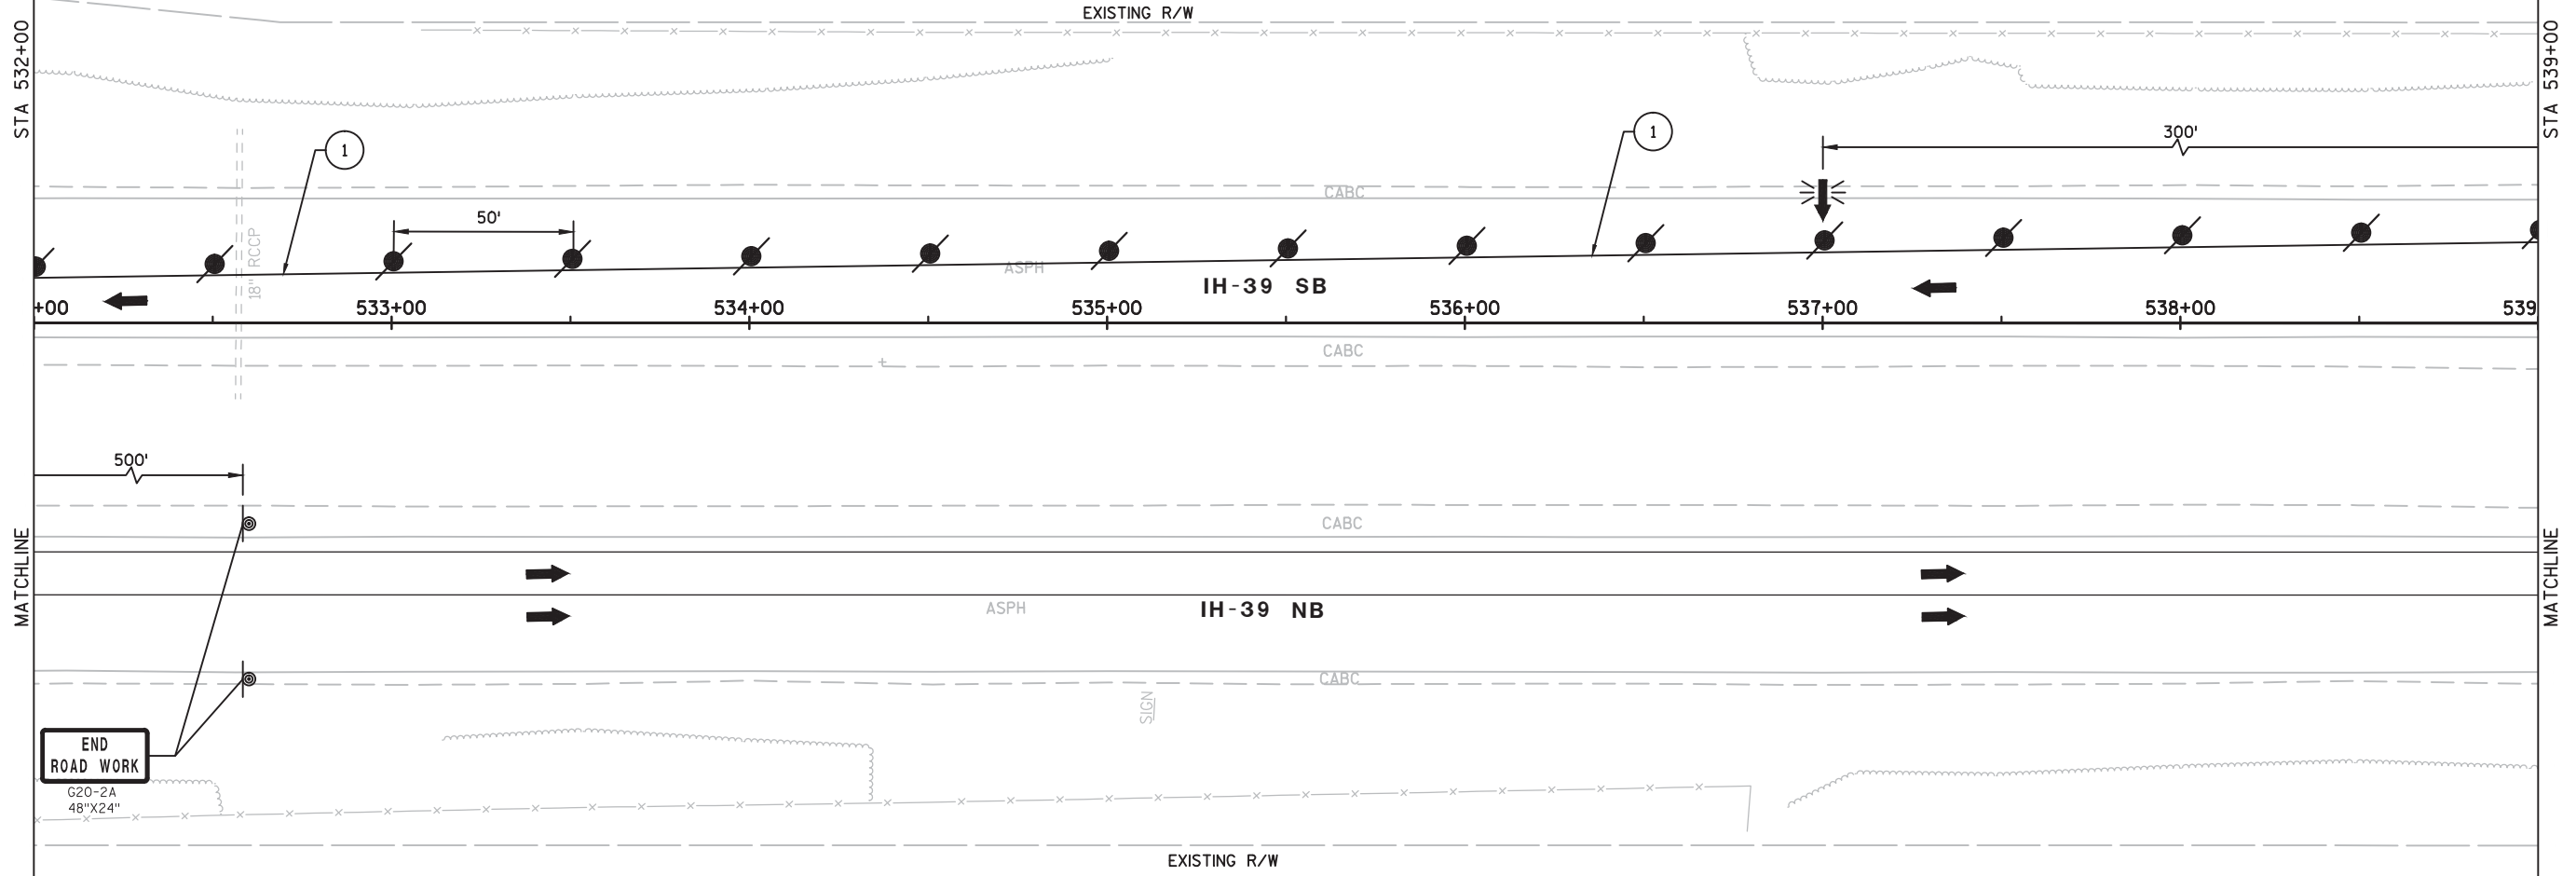 EXISTING R/W
STA 532+00
STA 539+00
300'
1
1
CABC
50'
18" RCCP
ASPH
IH-39 SB
+00
533+00
534+00
535+00
536+00
537+00
538+00
539
CABC
500'
CABC
MATCHLINE
MATCHLINE
ASPH
IH-39 NB
CABC
SIGN
END
ROAD WORK
G20-2A
48"X24"
EXISTING R/W